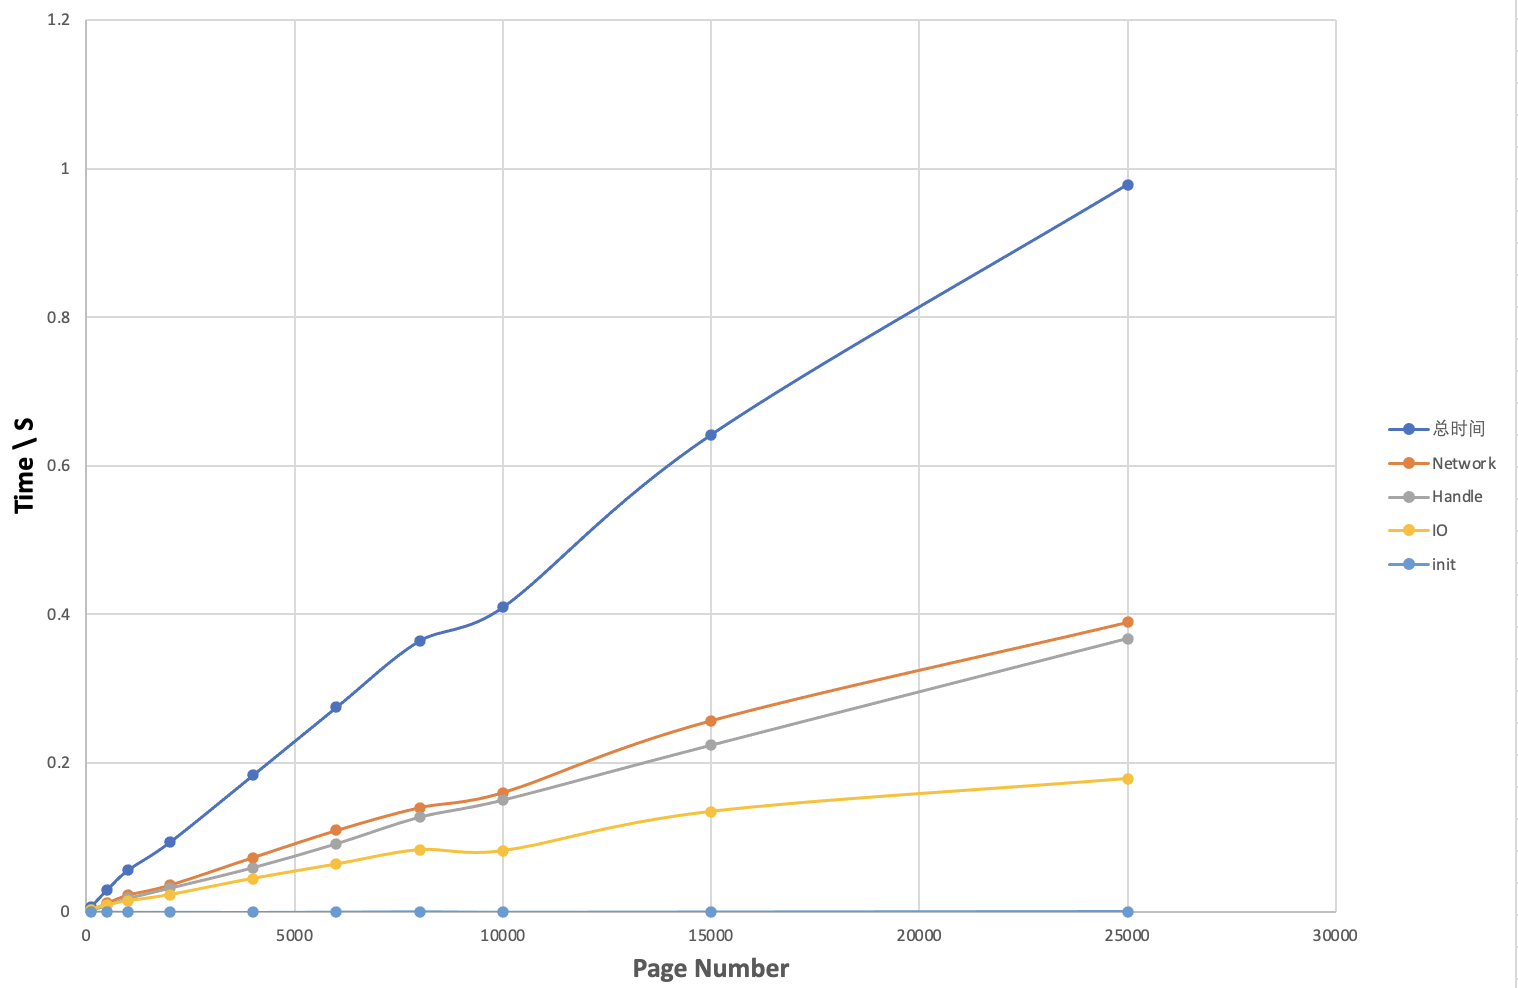 1.2
1
0.8
0.6
0.4
0.2
0
0 5000 10000 15000 20000 25000 30000
Time \ S
Page Number
总时间
Network
Handle
IO
init